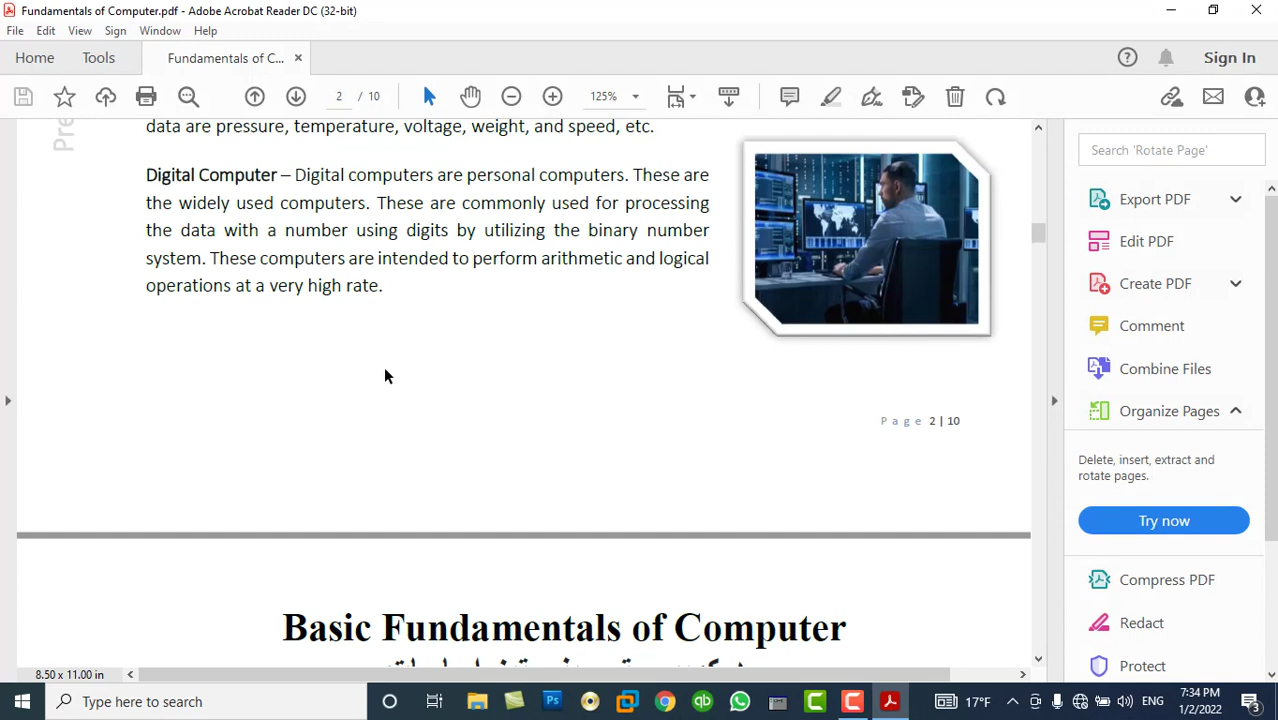 Fundamentals of Computer.pdf - Adobe Acrobat Reader DC (32-bit)
File Edit View Sign Window Help
Home Tools Fundamentals of C... × Sign In
2 / 10 125%
data are pressure, temperature, voltage, weight, and speed, etc.
Digital Computer – Digital computers are personal computers. These are
the widely used computers. These are commonly used for processing
the data with a number using digits by utilizing the binary number
system. These computers are intended to perform arithmetic and logical
operations at a very high rate.
Page 2 | 10
Basic Fundamentals of Computer
8.50 x 11.00 in
Search 'Rotate Page'
Export PDF
Edit PDF
Create PDF
Comment
Combine Files
Organize Pages
Delete, insert, extract and
rotate pages.
Try now
Compress PDF
Redact
Protect
Type here to search
Ps
qb
17°F
ENG
7:34 PM
1/2/2022
3